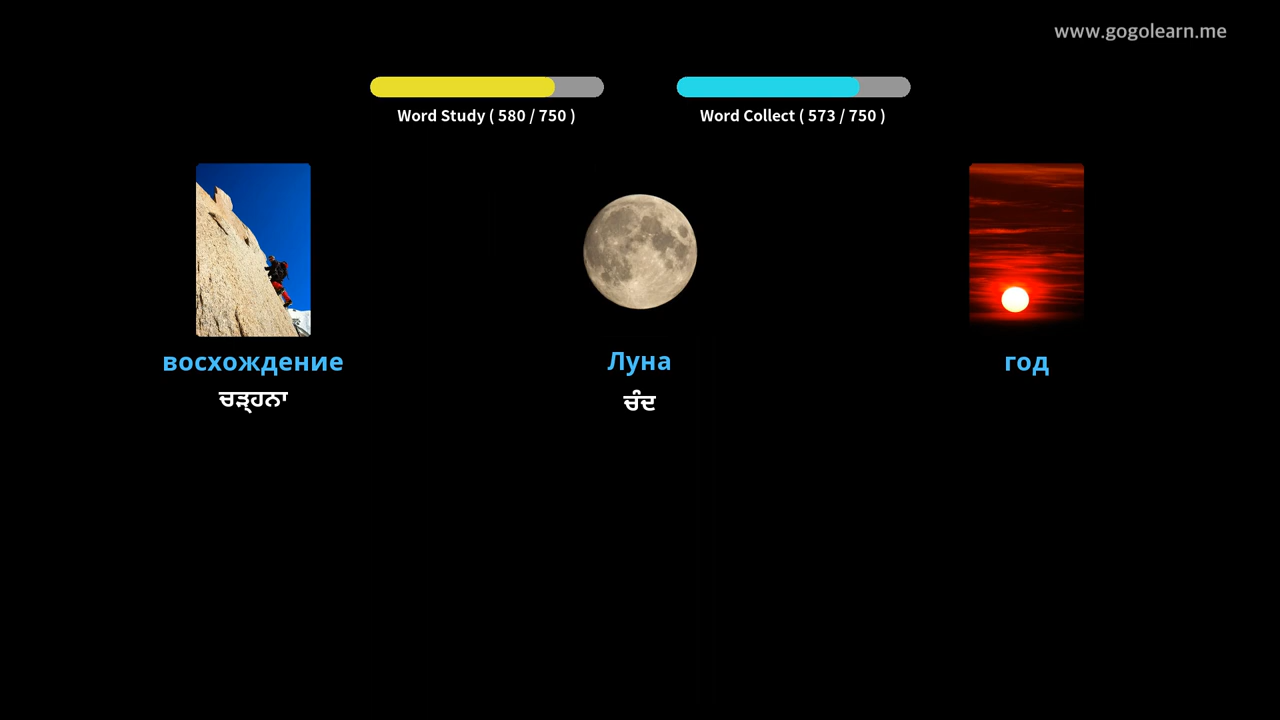 www.gogolearn.me
Word Study ( 580 / 750 )
Word Collect ( 573 / 750 )
восхождение
Луна
год
ਚੜ੍ਹਨਾ
ਚੰਦ